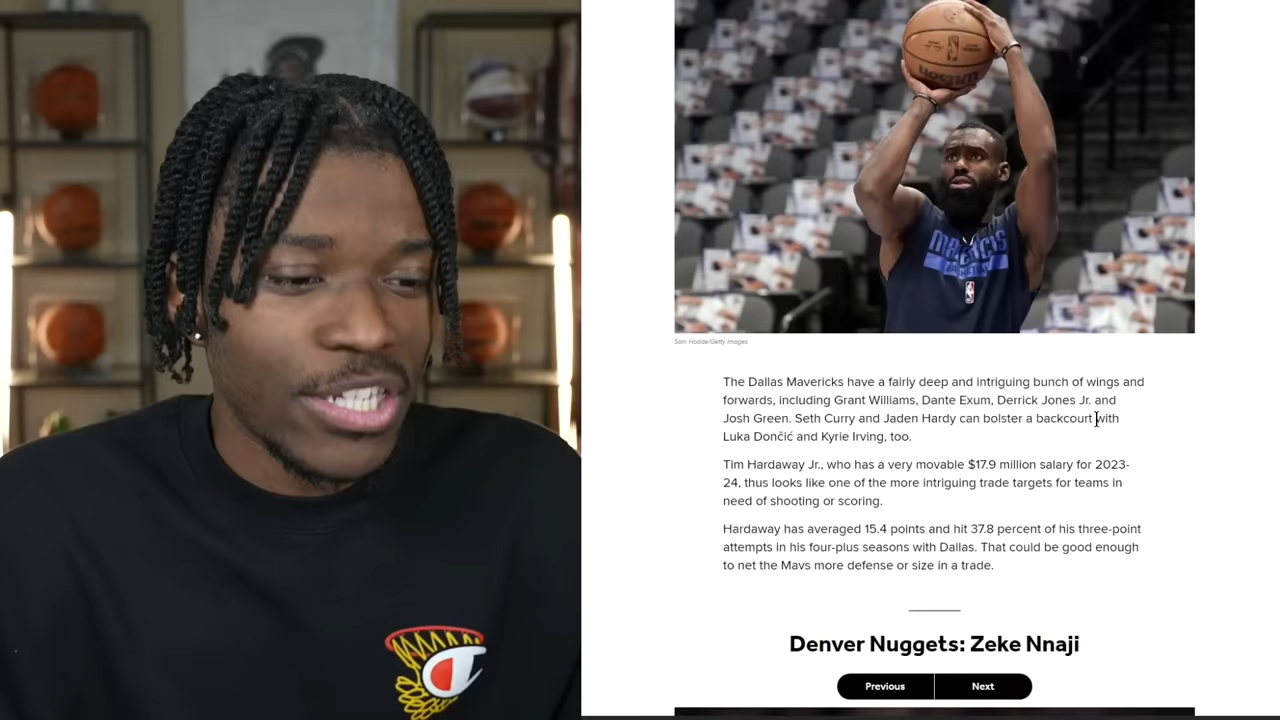 MAVERICKS
Sam Hodde/Getty Images
The Dallas Mavericks have a fairly deep and intriguing bunch of wings and
forwards, including Grant Williams, Dante Exum, Derrick Jones Jr. and
Josh Green. Seth Curry and Jaden Hardy can bolster a backcourt with
Luka Dončić and Kyrie Irving, too.
Tim Hardaway Jr., who has a very movable $17.9 million salary for 2023-
24, thus looks like one of the more intriguing trade targets for teams in
need of shooting or scoring.
Hardaway has averaged 15.4 points and hit 37.8 percent of his three-point
attempts in his four-plus seasons with Dallas. That could be good enough
to net the Mavs more defense or size in a trade.
Denver Nuggets: Zeke Nnaji
Previous
Next